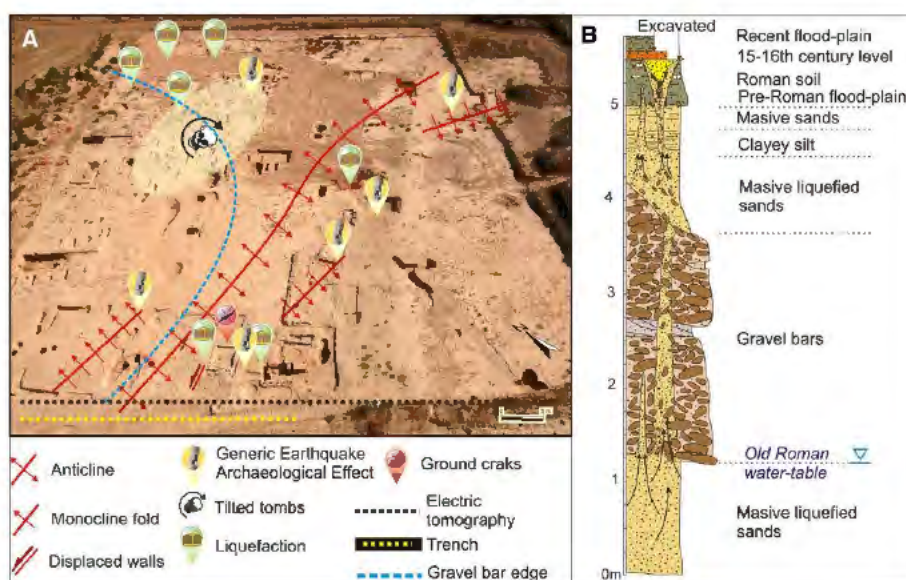 A
Anticline
Monocline fold
Displaced walls
Generic Earthquake
Archaeological Effect
Tilted tombs
Liquefaction
Ground craks
Electric
tomography
Trench
Gravel bar edge
B
Excavated
Recent flood-plain
15-16th century level
Roman soil
Pre-Roman flood-plain
Masive sands
Clayey silt
Masive liquefied
sands
Gravel bars
Old Roman
water-table
Masive liquefied
sands
5
4
3
2
1
0m